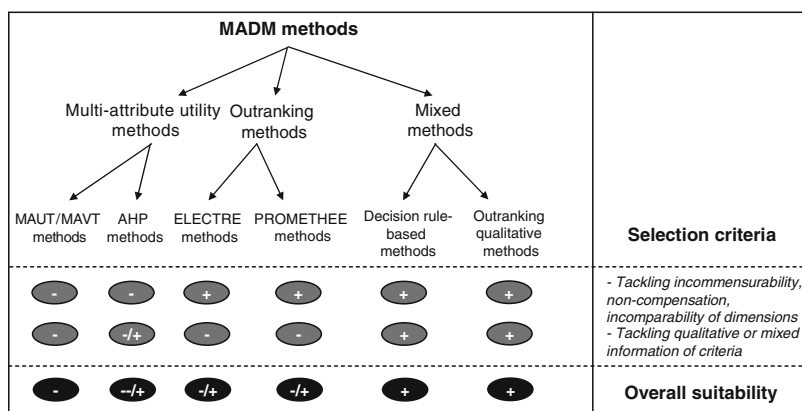 MADM methods
Multi-attribute utility
methods
Outranking
methods
Mixed
methods
MAUT/MAVT
methods
AHP
methods
ELECTRE
methods
PROMETHEE
methods
Decision rule-
based
methods
Outranking
qualitative
methods
Selection criteria
- - + + + +
- Tackling incommensurability,
non-compensation,
incomparability of dimensions
- -/+ - - + +
- Tackling qualitative or mixed
information of criteria
- --/+ -/+ -/+ + +
Overall suitability